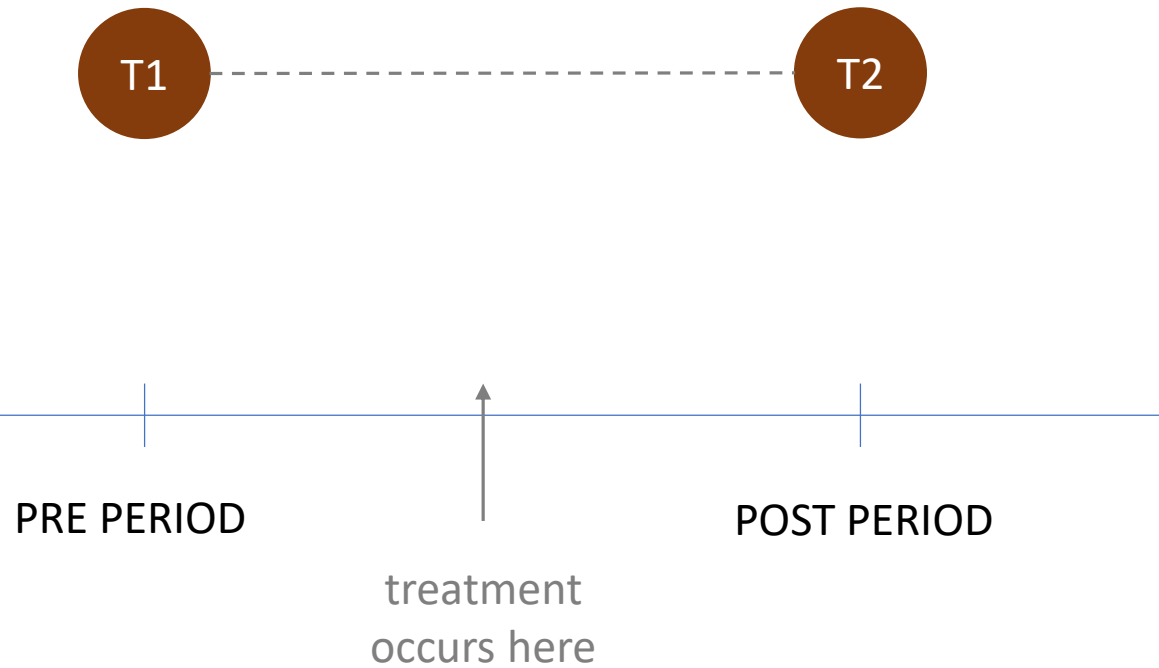 T1
T2
PRE PERIOD
POST PERIOD
treatment
occurs here